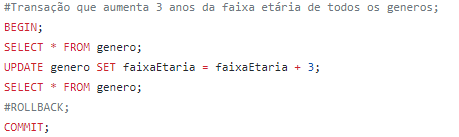 #Transação que aumenta 3 anos da faixa etária de todos os generos;
BEGIN;
SELECT * FROM genero;
UPDATE genero SET faixaEtaria = faixaEtaria + 3;
SELECT * FROM genero;
#ROLLBACK;
COMMIT;